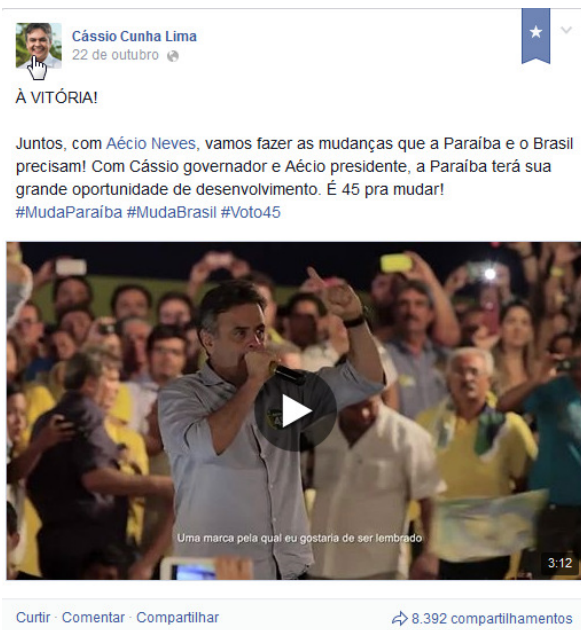 Cássio Cunha Lima
22 de outubro
À VITÓRIA!
Juntos, com Aécio Neves, vamos fazer as mudanças que a Paraíba e o Brasil
precisam! Com Cássio governador e Aécio presidente, a Paraíba terá sua
grande oportunidade de desenvolvimento. É 45 pra mudar!
#MudaParaíba #MudaBrasil #Voto45
Uma marca pela qual eu gostaria de ser lembrado
3:12
Curtir · Comentar · Compartilhar
8.392 compartilhamentos